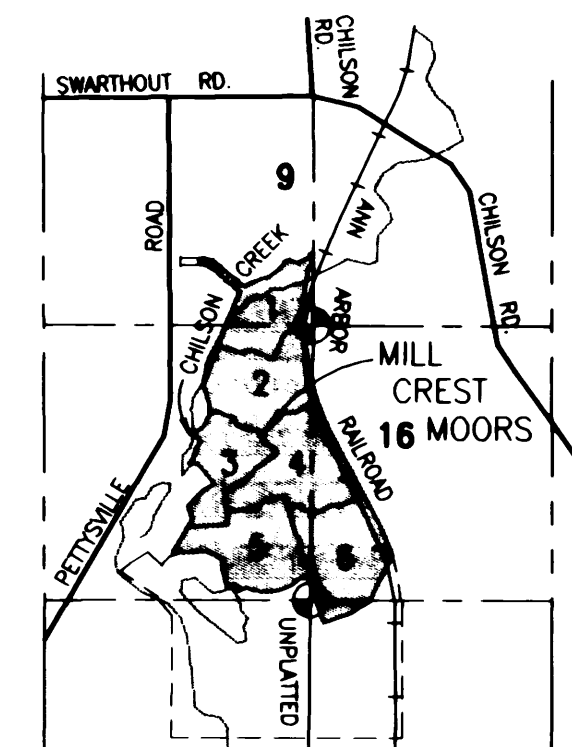 CHILSON
RD.
SWARTHOUT RD.
9
ROAD
ANN
CHILSON
RD.
CREEK
CHILSON
ARBOR
MILL
CREST
16 MOORS
2
RAILROAD
3
4
PETTYSVILLE
5
6
UNPLATTED